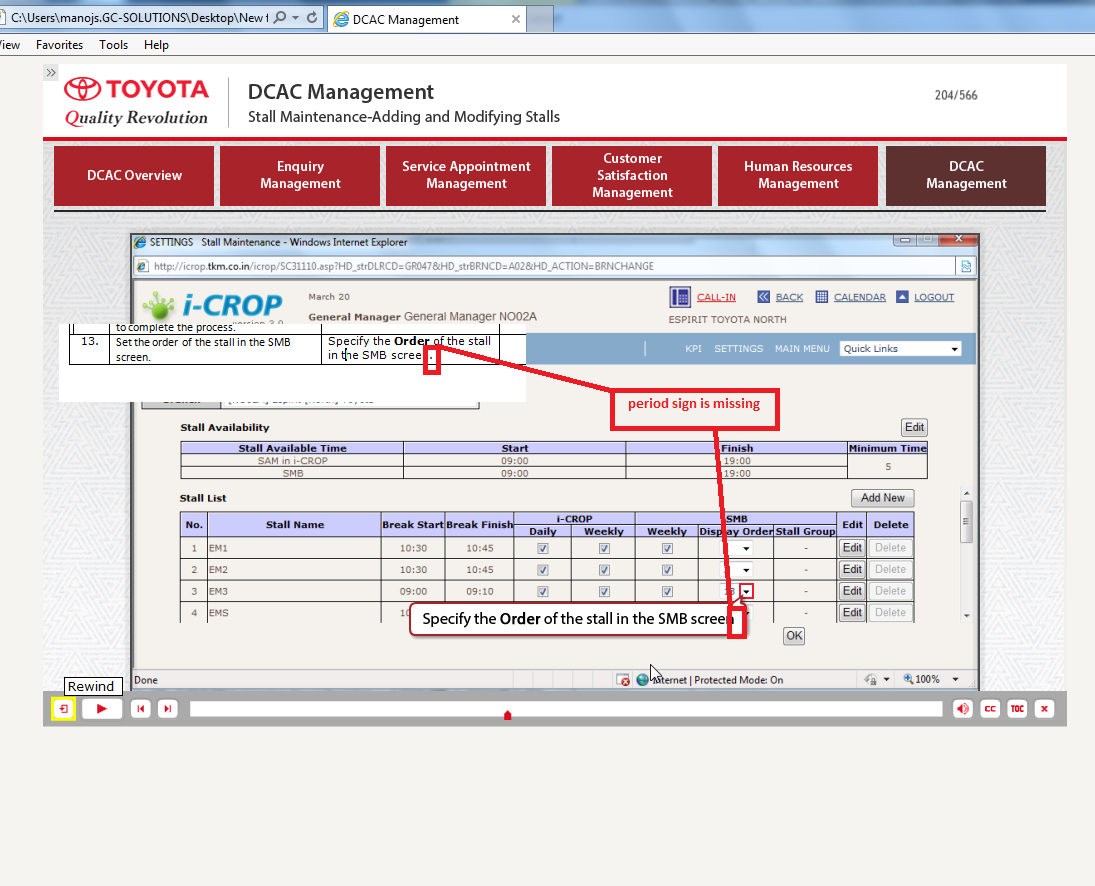 C:\Users\manojs.GC-SOLUTIONS\Desktop\New f
DCAC Management
Favorites Tools Help
TOYOTA
Quality Revolution
DCAC Management
Stall Maintenance-Adding and Modifying Stalls
204/566
DCAC Overview
Enquiry
Management
Service Appointment
Management
Customer
Satisfaction
Management
Human Resources
Management
DCAC
Management
SETTINGS Stall Maintenance - Windows Internet Explorer
http://icrop.tkm.co.in/icrop/SC31110.asp?HD_strDLRCD=GR047&HD_strBRNCD=A02&HD_ACTION=BRNCHANGE
i-CROP
March 20
General Manager General Manager NO02A
CALL-IN BACK CALENDAR LOGOUT
ESPIRIT TOYOTA NORTH
to complete the process.
13. Set the order of the stall in the SMB
screen.
Specify the Order of the stall
in the SMB screen.
KPI SETTINGS MAIN MENU Quick Links
period sign is missing
Stall Availability Edit
Stall Available Time Start Finish Minimum Time
SAM in i-CROP 09:00 19:00 5
SMB 09:00 19:00
Stall List Add New
No. Stall Name Break Start Break Finish i-CROP SMB Edit Delete
Daily Weekly Weekly Display Order Stall Group
1 EM1 10:30 10:45 - Edit Delete
2 EM2 10:30 10:45 - Edit Delete
3 EM3 09:00 09:10 - Edit Delete
4 EMS - Edit Delete
Specify the Order of the stall in the SMB screen
OK
Done Internet | Protected Mode: On 100%
Rewind
CC TOC